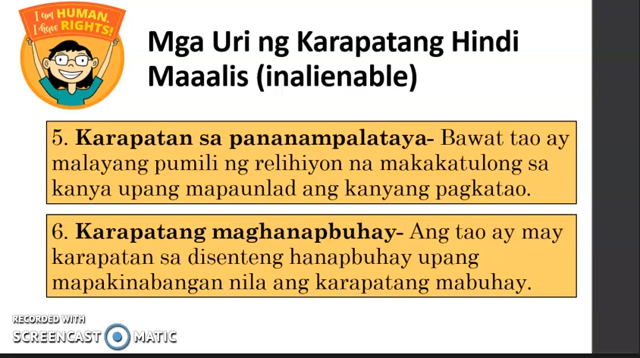 I am HUMAN.
I have RIGHTS!
Mga Uri ng Karapatang Hindi
Maaalis (inalienable)
5. Karapatan sa pananampalataya- Bawat tao ay
malayang pumili ng relihiyon na makakatulong sa
kanya upang mapaunlad ang kanyang pagkatao.
6. Karapatang maghanapbuhay- Ang tao ay may
karapatan sa disenteng hanapbuhay upang
mapakinabangan nila ang karapatang mabuhay.
RECORDED WITH
SCREENCAST MATIC